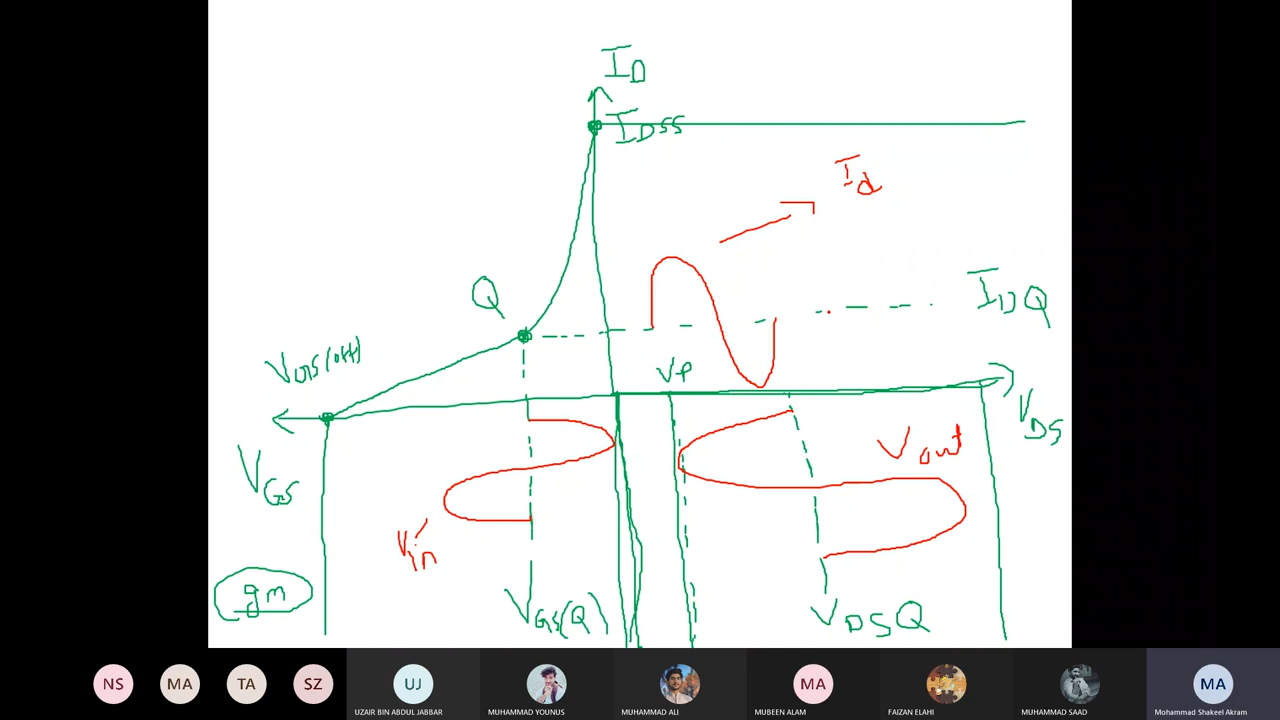 ID
IDSS
Id
Q
IDQ
VGS(off)
VP
VDS
VGS
Vout
Vin
gm
VGS(Q)
VDSQ
NS
MA
TA
SZ
UJ
MA
MA
UZAIR BIN ABDUL JABBAR
MUHAMMAD YOUNUS
MUHAMMAD ALI
MUBEEN ALAM
FAIZAN ELAHI
MUHAMMAD SAAD
Mohammad Shakeel Akram